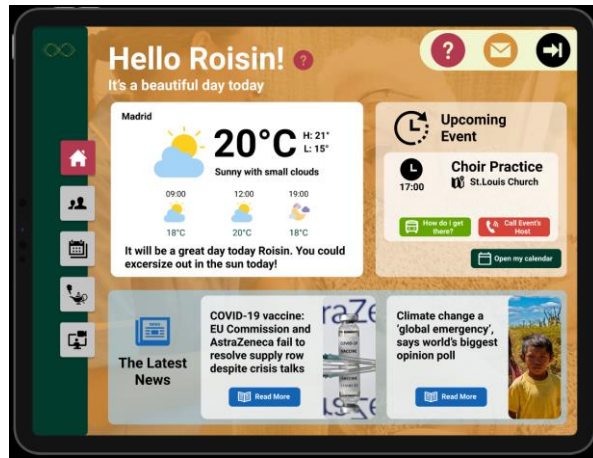 Hello Roisin! ?
?
It's a beautiful day today
Madrid
20°C
H: 21°
L: 15°
Sunny with small clouds
09:00 12:00 19:00
18°C 20°C 18°C
It will be a great day today Roisin. You could
excersize out in the sun today!
Upcoming
Event
17:00
Choir Practice
St.Louis Church
How do I get
there?
Call Event's
Host
Open my calendar
The Latest
News
COVID-19 vaccine:
EU Commission and
AstraZeneca fail to
resolve supply row
despite crisis talks
Read More
raZe
COVID-19
VACCINE
Climate change a
'global emergency',
says world's biggest
opinion poll
Read More